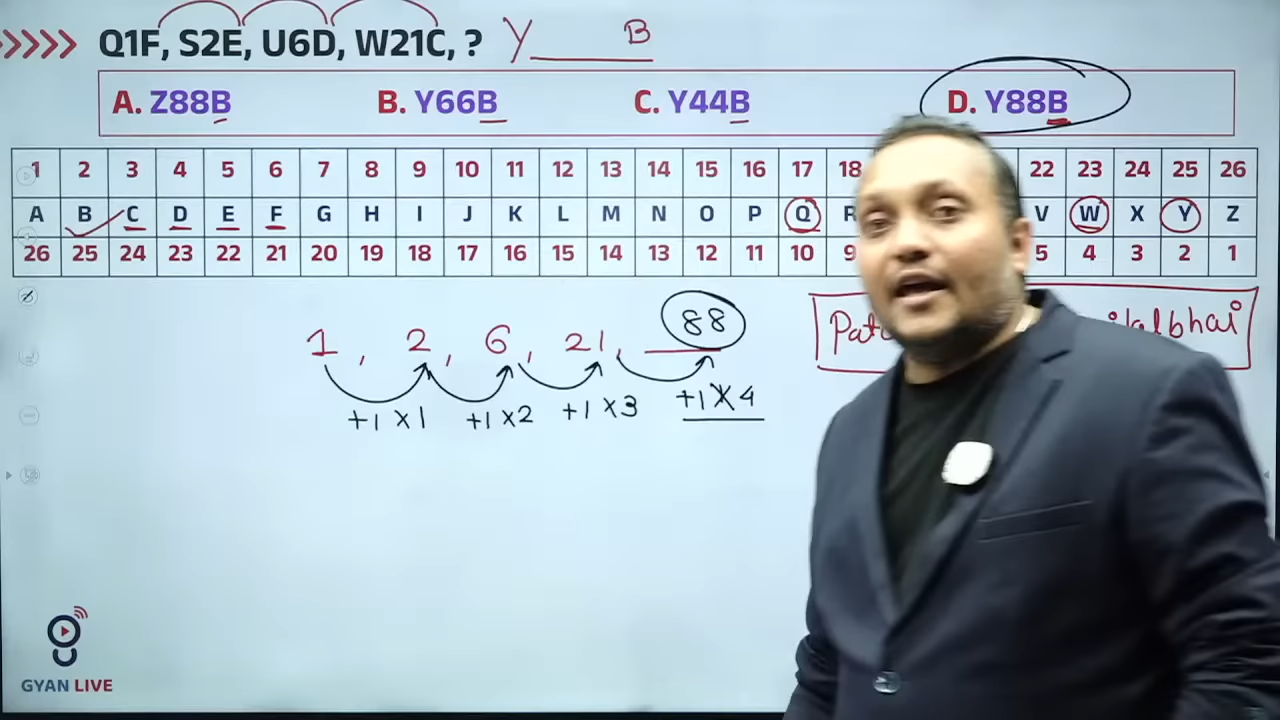 Q1F, S2E, U6D, W21C, ? Y B
A. Z88B B. Y66B C. Y44B D. Y88B
1 2 3 4 5 6 7 8 9 10 11 12 13 14 15 16 17 18 22 23 24 25 26
A B C D E F G H I J K L M N O P Q R V W X Y Z
26 25 24 23 22 21 20 19 18 17 16 15 14 13 12 11 10 9 5 4 3 2 1
1, 2, 6, 21, 88
+1 X1 +1 X2 +1 X3 +1 X 4
GYAN LIVE